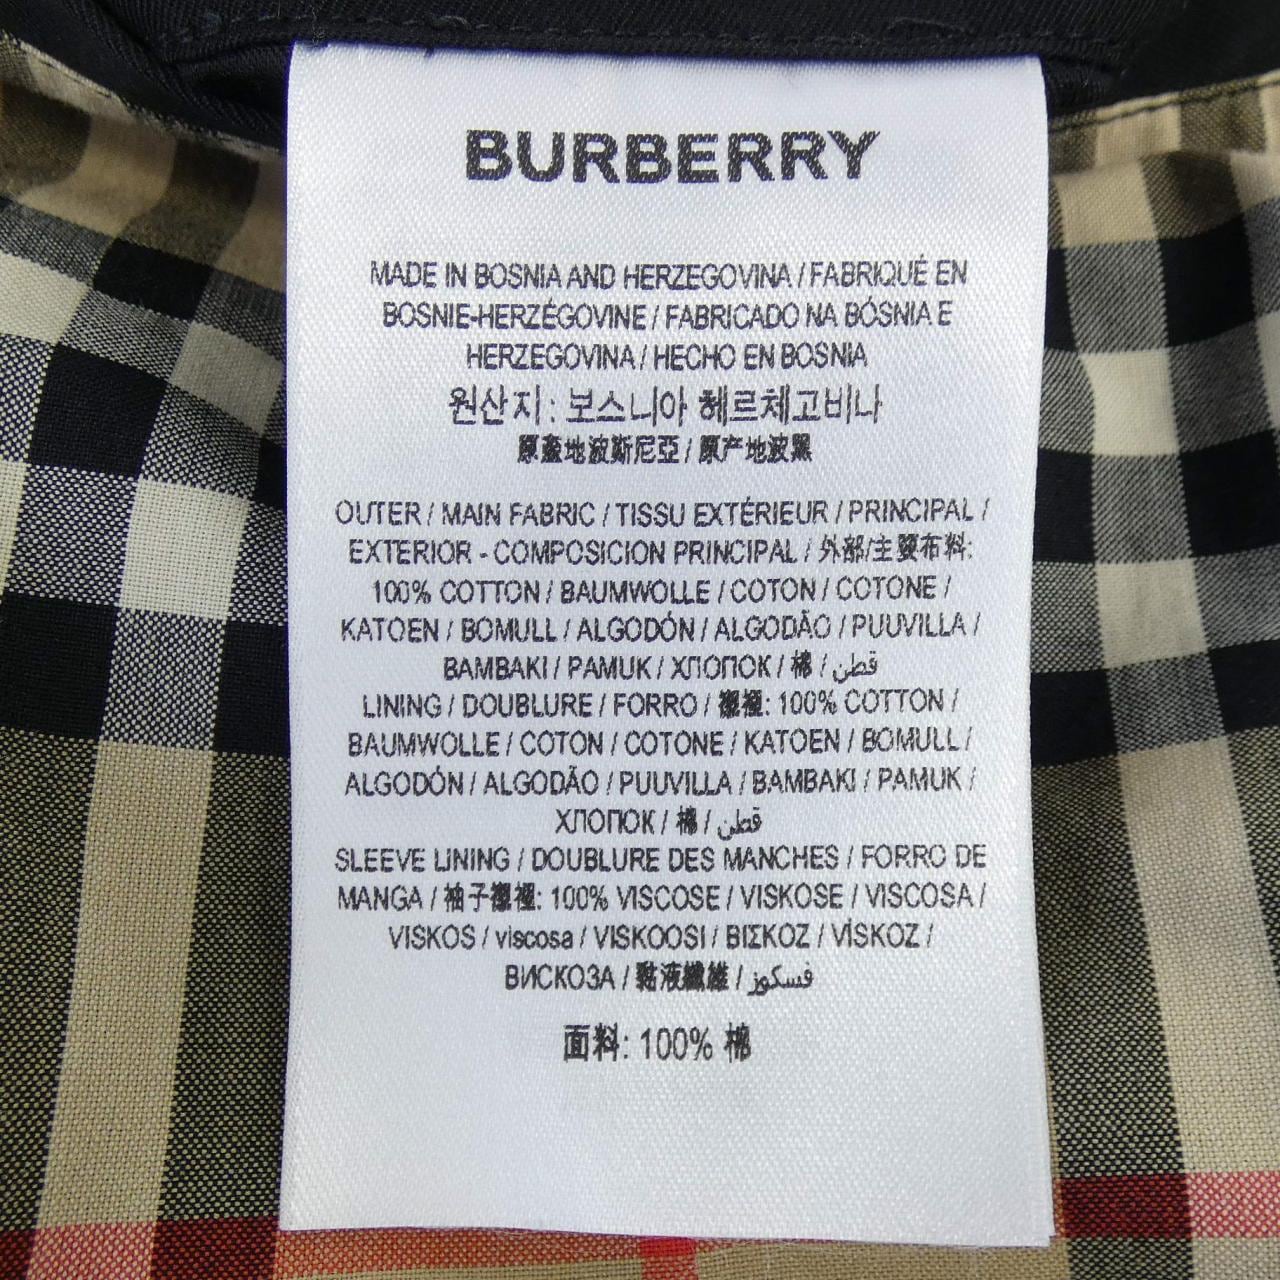 BURBERRY
MADE IN BOSNIA AND HERZEGOVINA / FABRIQUÉ EN
BOSNIE-HERZÉGOVINE / FABRICADO NA BÓSNIA E
HERZEGOVINA / HECHO EN BOSNIA
원산지 : 보스니아 헤르체고비나
原產地波斯尼亞 / 原产地波黑
OUTER / MAIN FABRIC / TISSU EXTÉRIEUR / PRINCIPAL /
EXTERIOR - COMPOSICION PRINCIPAL / 外部/主要布料:
100% COTTON / BAUMWOLLE / COTON / COTONE /
KATOEN / BOMULL / ALGODÓN / ALGODÃO / PUUVILLA /
BAMBAKI / PAMUK / ХЛОПОК / 棉 / قطن
LINING / DOUBLURE / FORRO / 襯裡: 100% COTTON /
BAUMWOLLE / COTON / COTONE / KATOEN / BOMULL /
ALGODÓN / ALGODÃO / PUUVILLA / BAMBAKI / PAMUK /
ХЛОПОК / 棉 / قطن
SLEEVE LINING / DOUBLURE DES MANCHES / FORRO DE
MANGA / 袖子襯裡: 100% VISCOSE / VISKOSE / VISCOSA /
VISKOS / viscosa / VISKOOSI / ΒΙΣΚΟΖ / VÍSKOZ /
ВИСКОЗА / 黏液纖維 / فسكوز
面料: 100% 棉